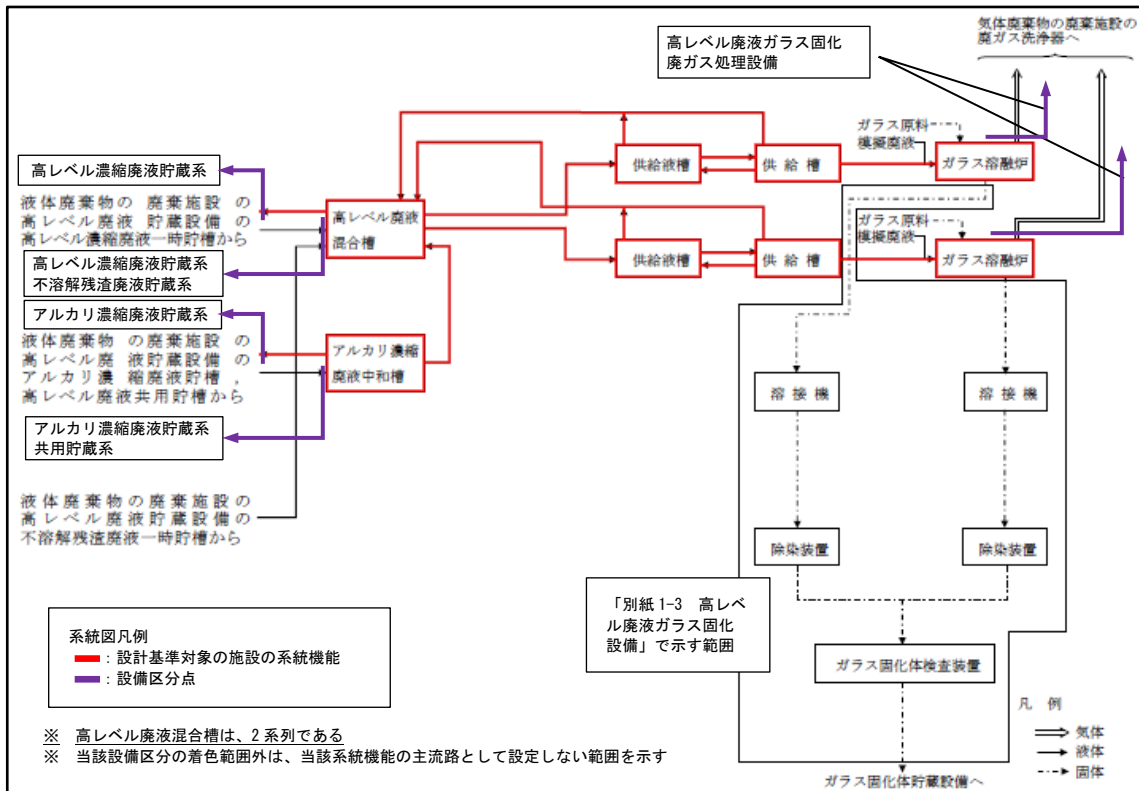 気体廃棄物の廃棄施設の
廃ガス洗浄器へ
高レベル廃液ガラス固化
廃ガス処理設備
ガラス原料
模擬廃液
供給液槽
供給槽
ガラス溶融炉
高レベル濃縮廃液貯蔵系
液体廃棄物の廃棄施設の
高レベル廃液貯蔵設備の
高レベル濃縮廃液一時貯槽から
高レベル廃液
混合槽
ガラス原料
模擬廃液
供給液槽
供給槽
ガラス溶融炉
高レベル濃縮廃液貯蔵系
不溶解残渣廃液貯蔵系
アルカリ濃縮廃液貯蔵系
液体廃棄物の廃棄施設の
高レベル廃液貯蔵設備の
アルカリ濃縮廃液貯槽，
高レベル廃液共用貯槽から
アルカリ濃縮
廃液中和槽
アルカリ濃縮廃液貯蔵系
共用貯蔵系
溶接機
溶接機
液体廃棄物の廃棄施設の
高レベル廃液貯蔵設備の
不溶解残渣廃液一時貯槽から
除染装置
除染装置
「別紙1-3　高レベ
ル廃液ガラス固化
設備」で示す範囲
ガラス固化体検査装置
系統図凡例
：設計基準対象の施設の系統機能
：設備区分点
※　高レベル廃液混合槽は、2系列である
※　当該設備区分の着色範囲外は、当該系統機能の主流路として設定しない範囲を示す
凡例
気体
液体
固体
ガラス固化体貯蔵設備へ